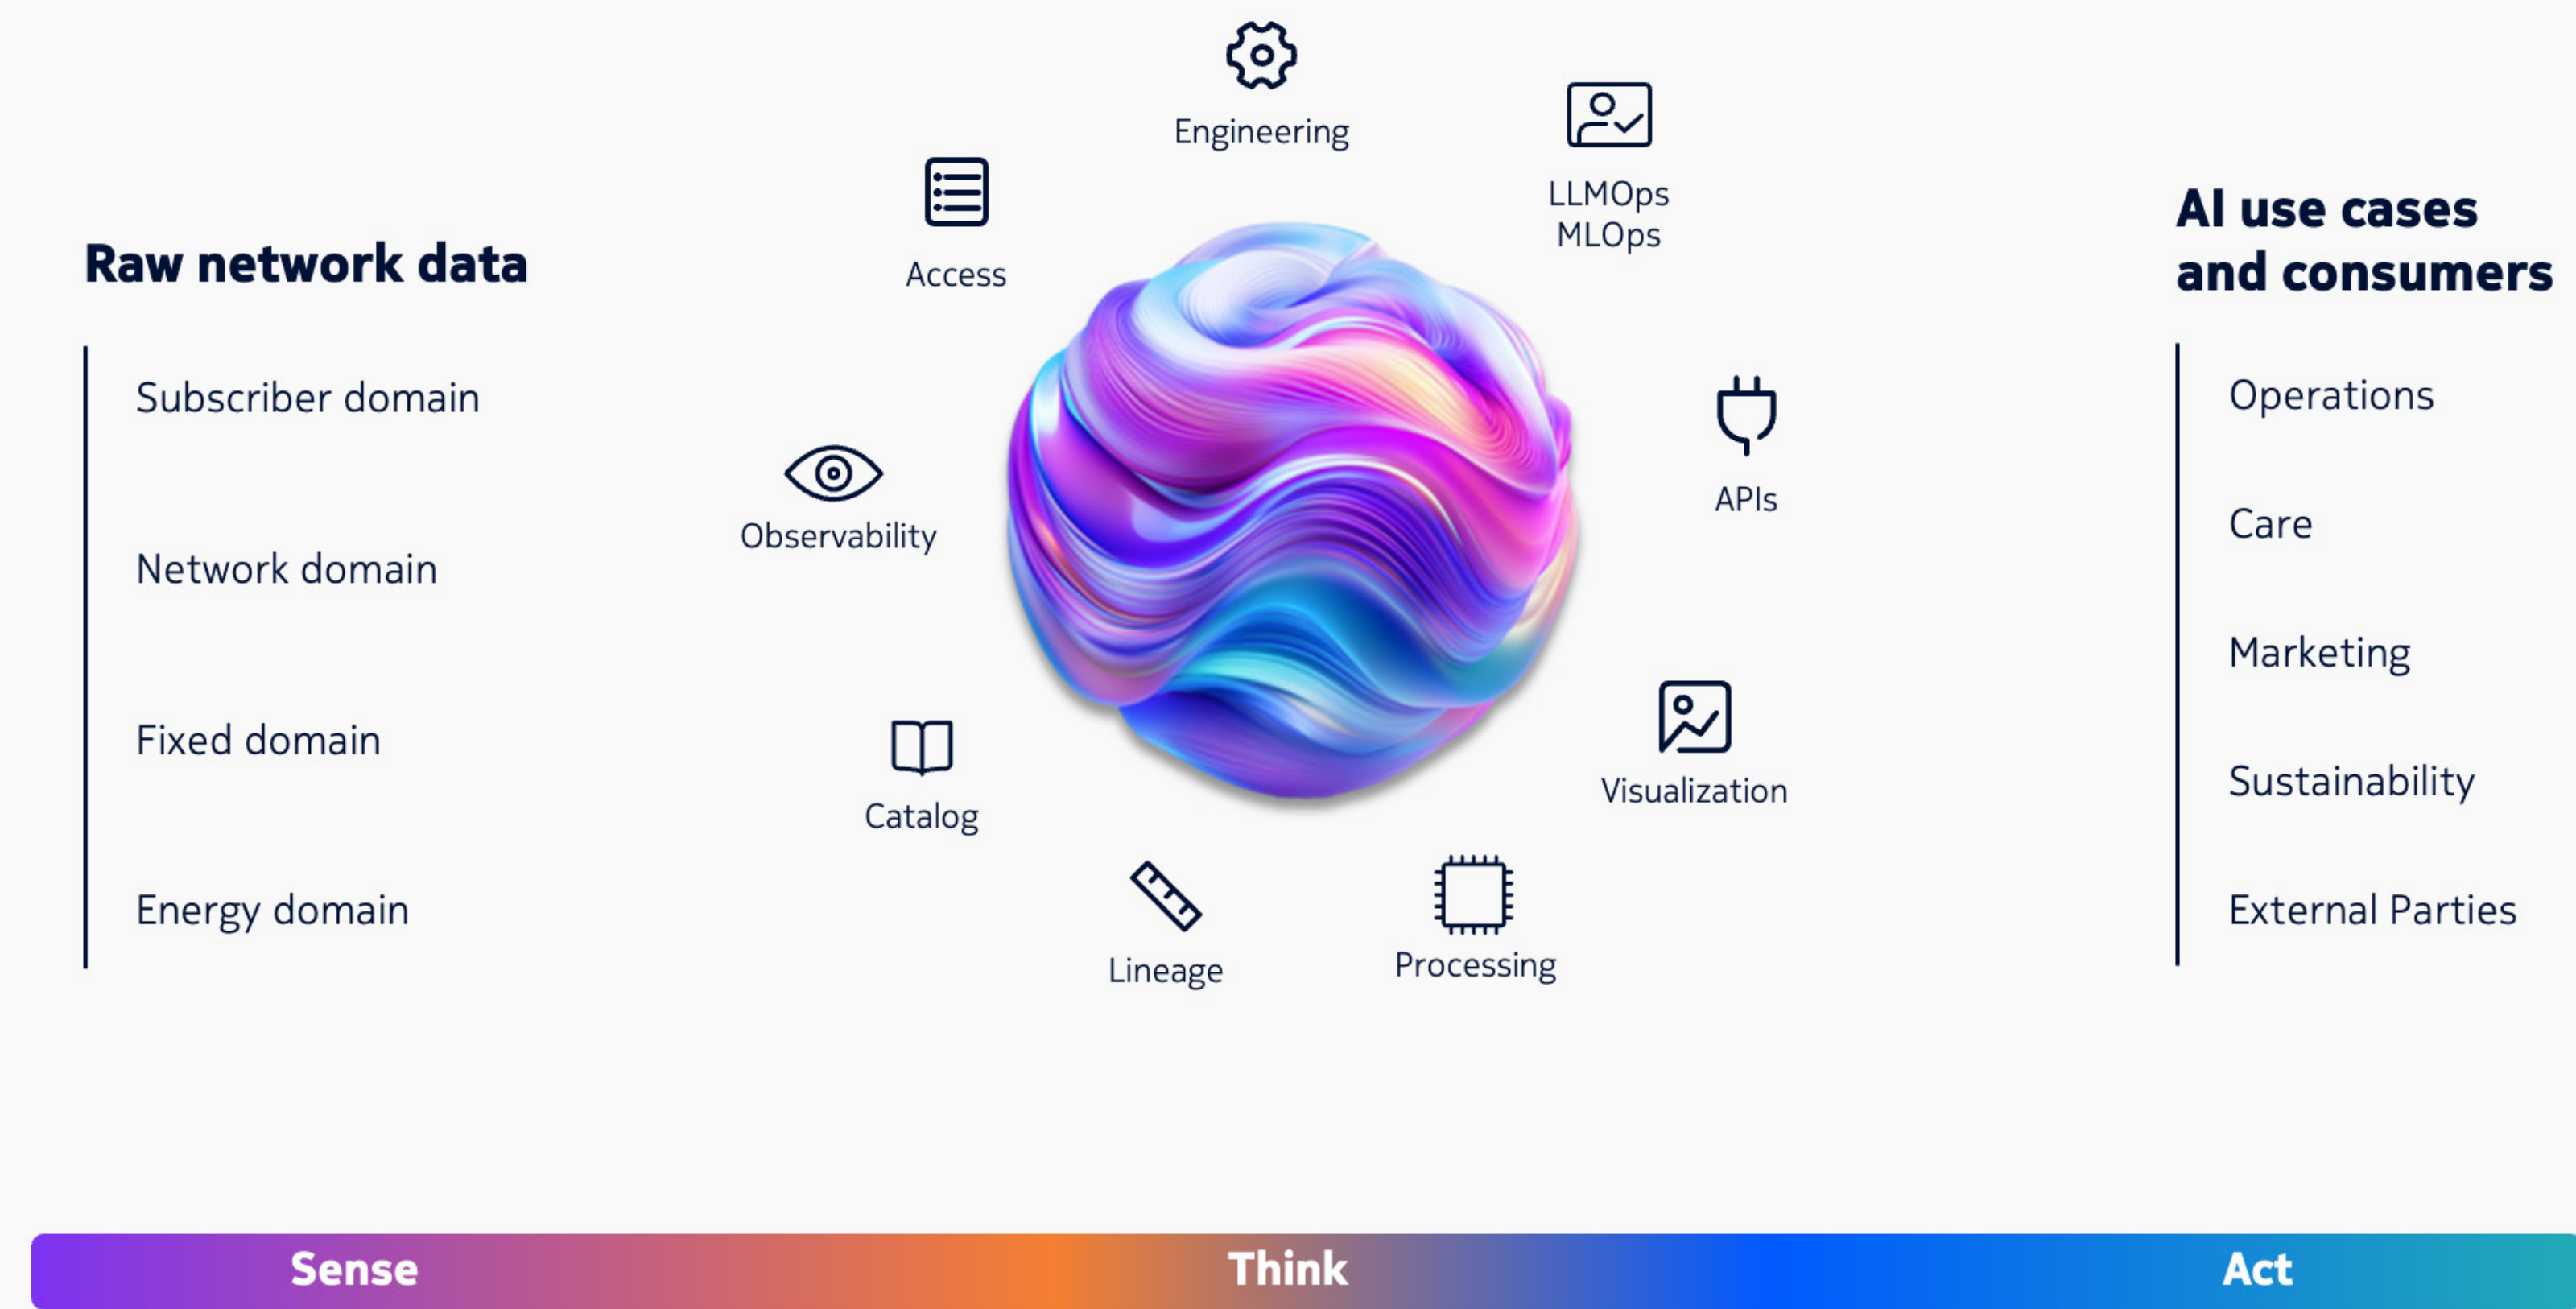 Raw network data
Subscriber domain
Network domain
Fixed domain
Energy domain
Engineering
LLMOps
MLOps
Access
Observability
APIs
Catalog
Visualization
Lineage
Processing
AI use cases
and consumers
Operations
Care
Marketing
Sustainability
External Parties
Sense
Think
Act